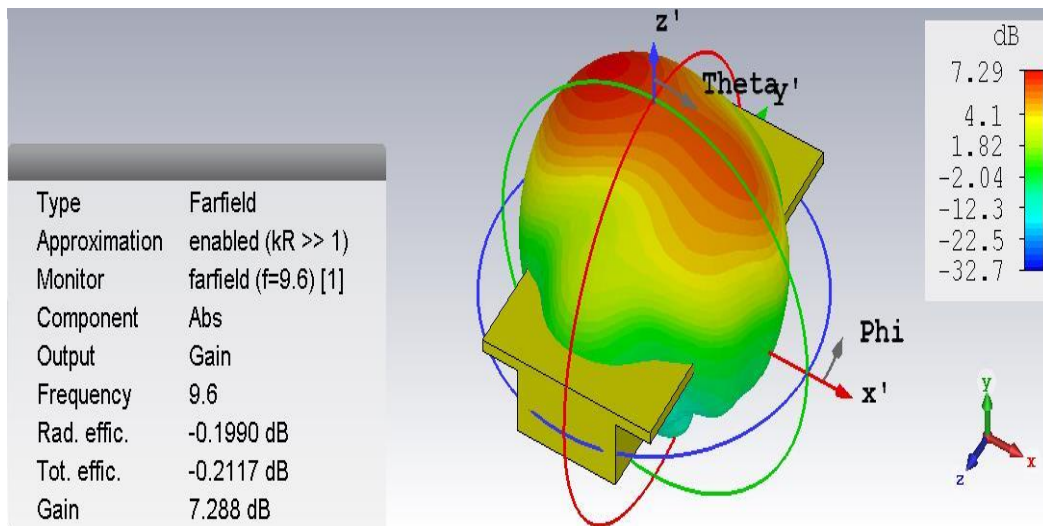 Type Farfield
Approximation enabled (kR >> 1)
Monitor farfield (f=9.6) [1]
Component Abs
Output Gain
Frequency 9.6
Rad. effic. -0.1990 dB
Tot. effic. -0.2117 dB
Gain 7.288 dB
z'
Theta
y'
Phi
x'
dB
7.29
4.1
1.82
-2.04
-12.3
-22.5
-32.7
y
x
z